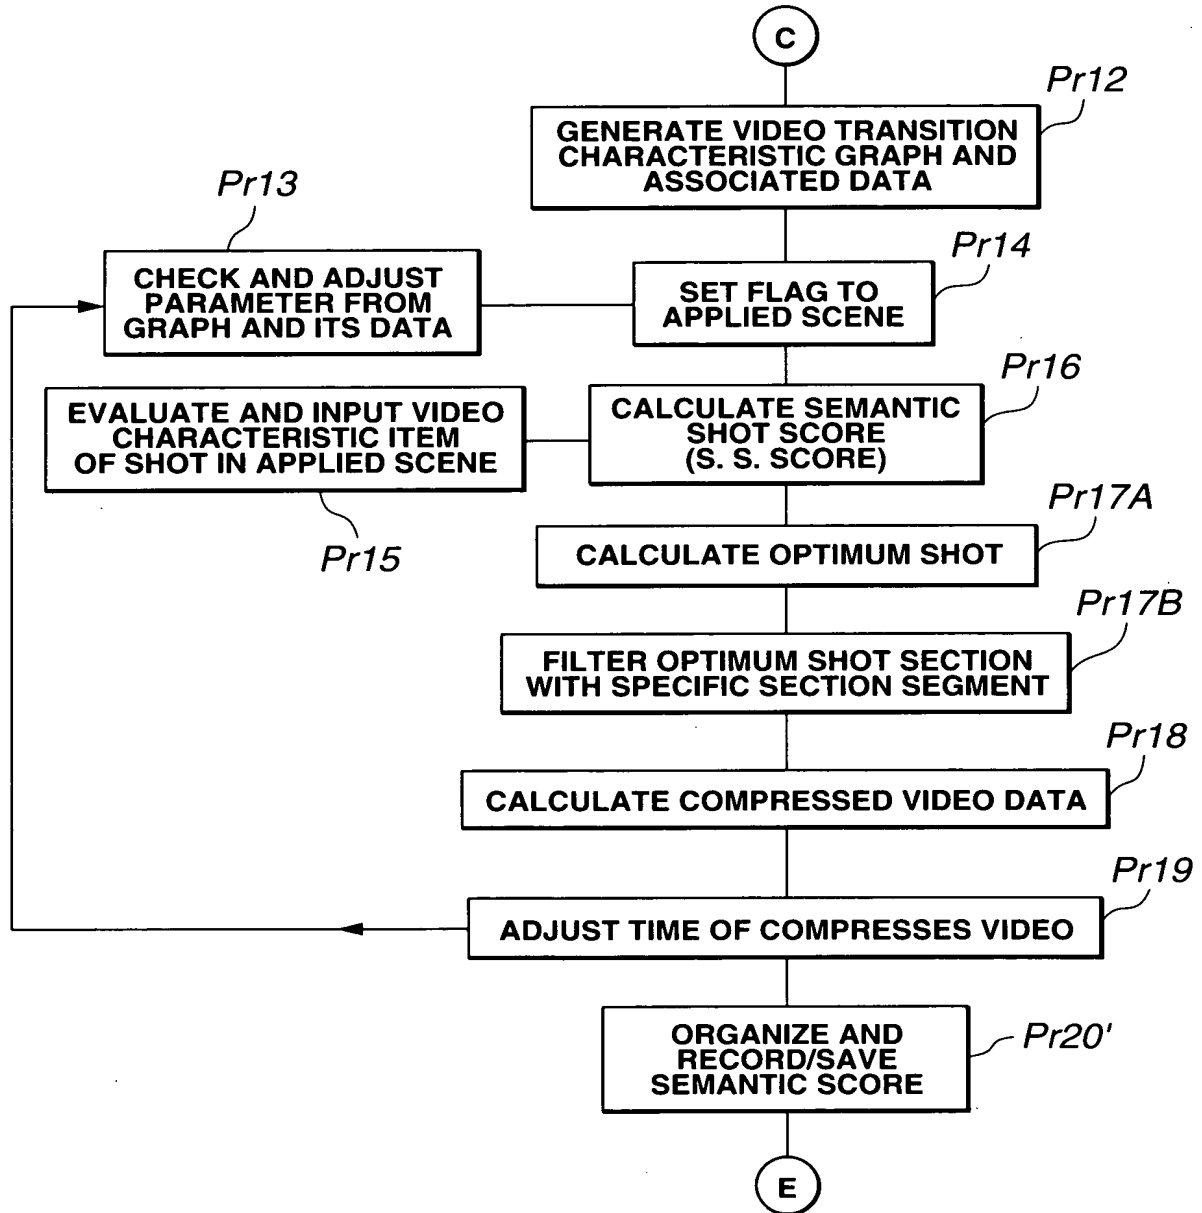 C
Pr12
GENERATE VIDEO TRANSITION
CHARACTERISTIC GRAPH AND
ASSOCIATED DATA
Pr13
CHECK AND ADJUST
PARAMETER FROM
GRAPH AND ITS DATA
Pr14
SET FLAG TO
APPLIED SCENE
Pr16
EVALUATE AND INPUT VIDEO
CHARACTERISTIC ITEM
OF SHOT IN APPLIED SCENE
Pr15
CALCULATE SEMANTIC
SHOT SCORE
(S. S. SCORE)
Pr17A
CALCULATE OPTIMUM SHOT
Pr17B
FILTER OPTIMUM SHOT SECTION
WITH SPECIFIC SECTION SEGMENT
Pr18
CALCULATE COMPRESSED VIDEO DATA
Pr19
ADJUST TIME OF COMPRESSES VIDEO
ORGANIZE AND
RECORD/SAVE
SEMANTIC SCORE
Pr20'
E